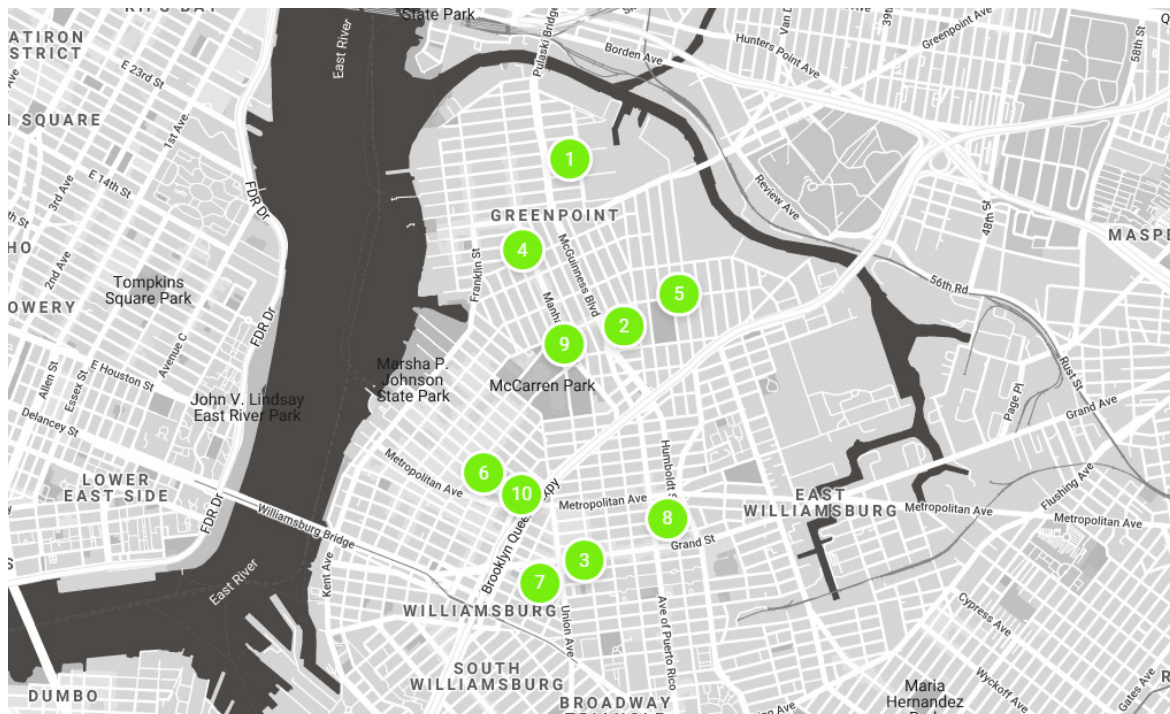 State Park
ATIRON
DISTRICT
E 23rd St
East River
Pulaski Bridge
Borden Ave
Hunters Point Ave
Greenpoint Ave
39th
58th St
SQUARE
1st Ave
3rd Ave
E 14th St
FDR Dr
1
Review Ave
48th St
GREENPOINT
MASPE
2nd Ave
4
McGuinness Blvd
Franklin St
Tompkins
Square Park
56th Rd
5
OWERY
FDR Dr
Manh
2
9
Avenue C
Marsha P.
Johnson
State Park
McCarren Park
Rust St
Allen St
Essex St
E Houston St
John V. Lindsay
East River Park
Page Pl
Grand Ave
Delancey St
Humboldt S
Metropolitan Ave
6
10
LOWER
EAST SIDE
Metropolitan Ave
EAST
WILLIAMSBURG
Flushing Ave
Metropolitan Ave
Metropolitan Ave
FDR Dr
Williamsburg Bridge
8
Grand St
Brooklyn Quee
xpy
3
7
East River
Kent Ave
WILLIAMSBURG
Union Ave
Ave of Puerto Rico
Cypress Ave
SOUTH
WILLIAMSBURG
Wyckoff Ave
Gates Ave
DUMBO
BROADWAY
Maria
Hernandez